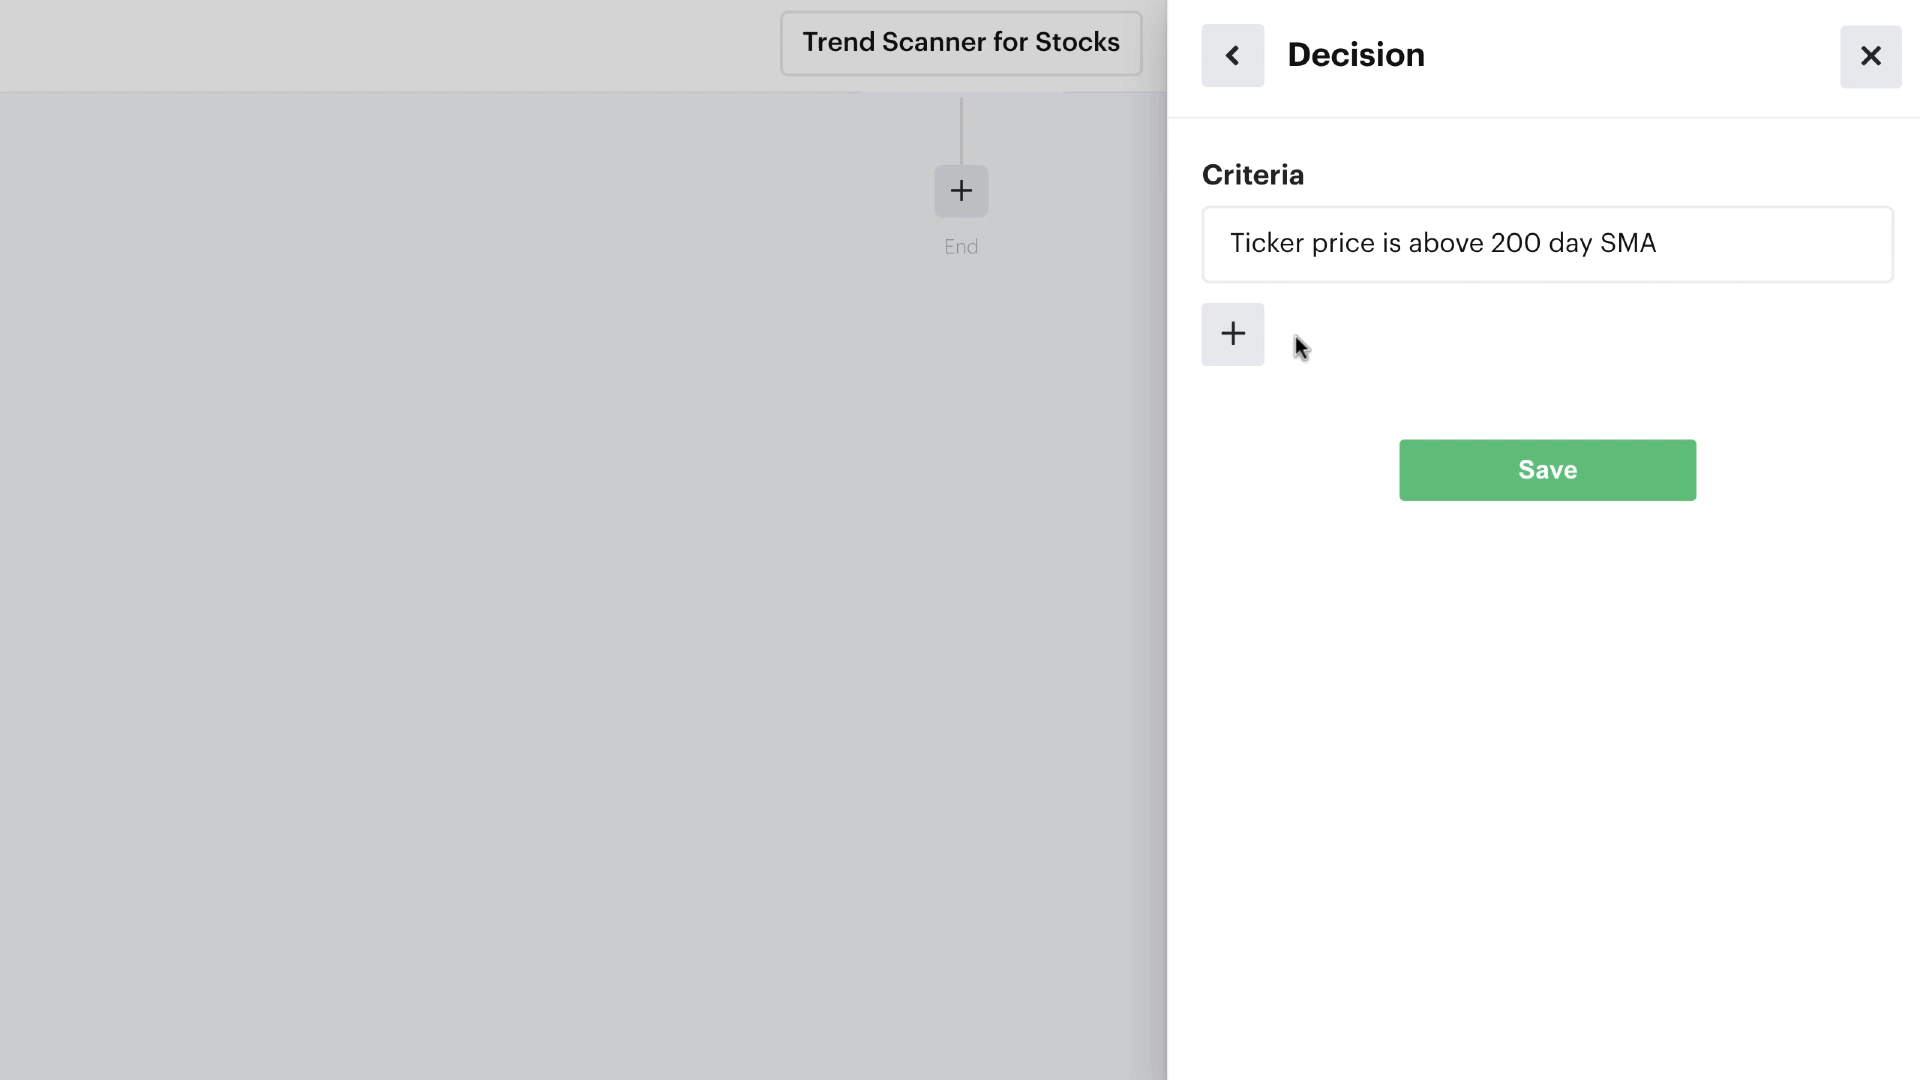 Trend Scanner for Stocks
End
Decision
Criteria
Ticker price is above 200 day SMA
Save